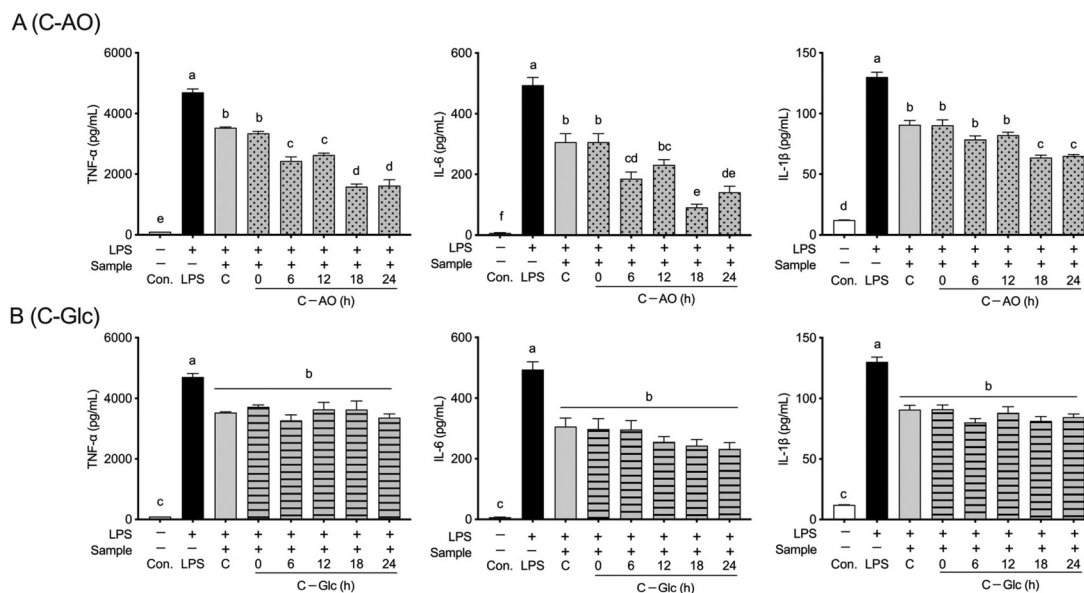 A (C-AO)
6000
4000
2000
0
TNF-α (pg/mL)
e a b b c c d d
LPS − + + + + + + +
Sample − − + + + + + +
Con. LPS C 0 6 12 18 24
C−AO (h)
600
400
200
0
IL-6 (pg/mL)
f a b b cd bc e de
− + + + + + + +
− − + + + + + +
Con. LPS C 0 6 12 18 24
C−AO (h)
150
100
50
0
IL-1β (pg/mL)
d a b b b b c c
LPS − + + + + + + +
Sample − − + + + + + +
Con. LPS C 0 6 12 18 24
C−AO (h)
B (C-Glc)
6000
4000
2000
0
TNF-α (pg/mL)
c a b
LPS − + + + + + + +
Sample − − + + + + + +
Con. LPS C 0 6 12 18 24
C−Glc (h)
600
400
200
0
IL-6 (pg/mL)
c a b
− + + + + + + +
− − + + + + + +
Con. LPS C 0 6 12 18 24
C−Glc (h)
150
100
50
0
IL-1β (pg/mL)
c a b
LPS − + + + + + + +
Sample − − + + + + + +
Con. LPS C 0 6 12 18 24
C−Glc (h)